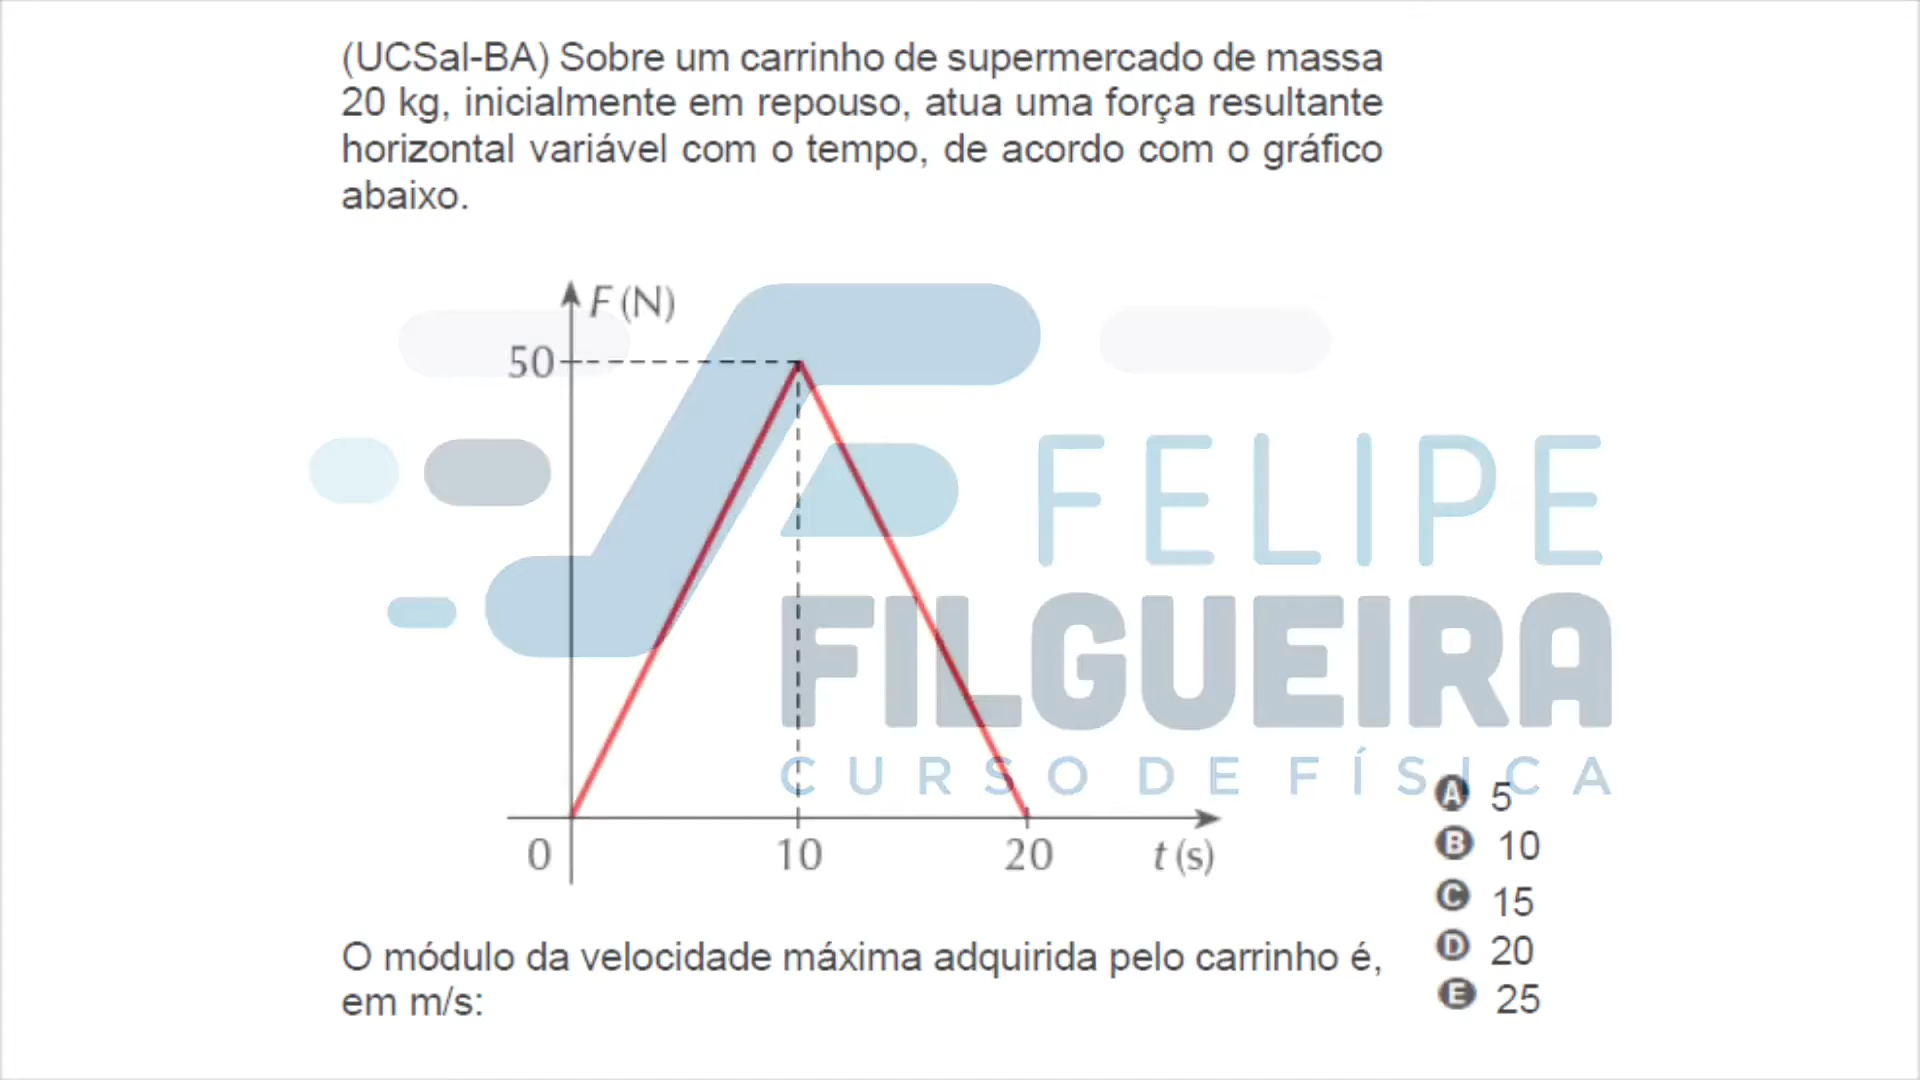 (UCSal-BA) Sobre um carrinho de supermercado de massa
20 kg, inicialmente em repouso, atua uma força resultante
horizontal variável com o tempo, de acordo com o gráfico
abaixo.
F (N)
50
FELIPE
FILGUEIRA
CURSO DE FÍSICA
0 10 20 t (s)
O módulo da velocidade máxima adquirida pelo carrinho é,
em m/s:
A 5
B 10
C 15
D 20
E 25